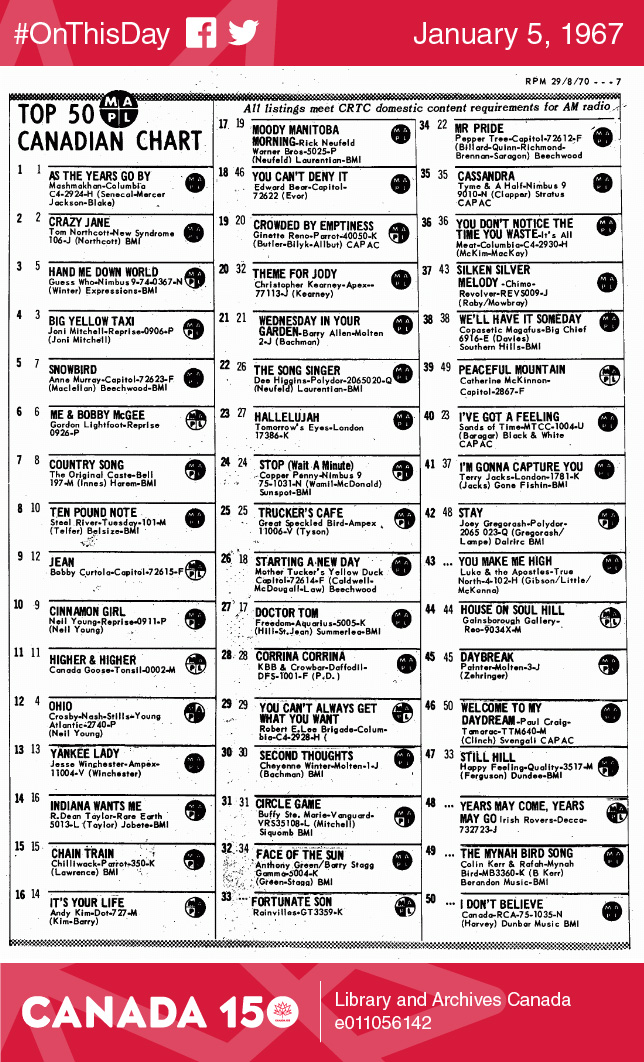 #OnThisDay
January 5, 1967
RPM 29/8/70 - - - 7
TOP 50 MAPL
CANADIAN CHART
All listings meet CRTC domestic content requirements for AM radio
1 1 AS THE YEARS GO BY
Mashmakhan-Columbia
C4-2924-H (Senecal-Mercer
Jackson-Blake)
2 2 CRAZY JANE
Tom Northcott-New Syndrome
106-J (Northcott) BMI
3 5 HAND ME DOWN WORLD
Guess Who-Nimbus 9-74-0367-N
(Winter) Expressions-BMI
4 3 BIG YELLOW TAXI
Joni Mitchell-Reprise-0906-P
(Joni Mitchell)
5 7 SNOWBIRD
Anne Murray-Capitol-72623-F
(Maclellan) Beechwood-BMI
6 6 ME & BOBBY McGEE
Gordon Lightfoot-Reprise
0926-P
7 8 COUNTRY SONG
The Original Caste-Bell
197-M (Innes) Harem-BMI
8 10 TEN POUND NOTE
Steel River-Tuesday-101-M
(Telfer) Belsize-BMI
9 12 JEAN
Bobby Curtola-Capitol-72615-F
10 9 CINNAMON GIRL
Neil Young-Reprise-0911-P
(Neil Young)
11 11 HIGHER & HIGHER
Canada Goose-Tonsil-0002-M
12 4 OHIO
Crosby-Nash-Stills-Young
Atlantic-2740-P
(Neil Young)
13 13 YANKEE LADY
Jesse Winchester-Ampex-
11004-V (Winchester)
14 16 INDIANA WANTS ME
R.Dean Taylor-Rare Earth
5013-L (Taylor) Jobete-BMI
15 15 CHAIN TRAIN
Chilliwack-Parrot-350-K
(Lawrence) BMI
16 14 IT'S YOUR LIFE
Andy Kim-Dot-727-M
(Kim-Barry)
17 19 MOODY MANITOBA
MORNING-Rick Neufeld
Warner Bros-5025-P
(Neufeld) Laurentian-BMI
18 46 YOU CAN'T DENY IT
Edward Bear-Capitol-
72622 (Evor)
19 20 CROWDED BY EMPTINESS
Ginette Reno-Parrot-40050-K
(Butler-Bilyk-Allbut) CAPAC
20 32 THEME FOR JODY
Christopher Kearney-Apex--
77113-J (Kearney)
21 21 WEDNESDAY IN YOUR
GARDEN-Barry Allen-Molten
2-J (Bachman)
22 26 THE SONG SINGER
Dee Higgins-Polydor-2065020-Q
(Neufeld) Laurentian-BMI
23 27 HALLELUJAH
Tomorrow's Eyes-London
17386-K
24 24 STOP (Wait A Minute)
Copper Penny-Nimbus 9
75-1031-N (Wamil-McDonald)
Sunspot-BMI
25 25 TRUCKER'S CAFE
Great Speckled Bird-Ampex
11006-V (Tyson)
26 18 STARTING A NEW DAY
Mother Tucker's Yellow Duck
Capitol-72614-F (Caldwell-
McDougall-Law) Beechwood
27 17 DOCTOR TOM
Freedom-Aquarius-5005-K
(Hill-St.Jean) Summerlea-BMI
28 28 CORRINA CORRINA
KBB & Crowbar-Daffodil-
DFS-1001-F (P.D.)
29 29 YOU CAN'T ALWAYS GET
WHAT YOU WANT
Robert E.Lee Brigade-Colum-
bia-C4-2928-H (
30 30 SECOND THOUGHTS
Cheyenne Winter-Molten-1-J
(Bachman) BMI
31 31 CIRCLE GAME
Buffy Ste. Marie-Vanguard-
VRS35108-L (Mitchell)
Siquomb BMI
32 34 FACE OF THE SUN
Anthony Green/Barry Stagg
Gamma-5004-K
(Green-Stagg) BMI
33 ... FORTUNATE SON
Rainvilles-GT3359-K
34 22 MR PRIDE
Pepper Tree-Capitol-72612-F
(Billard-Quinn-Richmond-
Brennan-Saragon) Beechwood
35 35 CASSANDRA
Tyme & A Half-Nimbus 9
9010-N (Clapper) Stratus
CAPAC
36 36 YOU DON'T NOTICE THE
TIME YOU WASTE-It's All
Meat-Columbia-C4-2930-H
(McKim-MacKay)
37 43 SILKEN SILVER
MELODY -Chimo-
Revolver-REVS009-J
(Raby/Mowbray)
38 38 WE'LL HAVE IT SOMEDAY
Copasetic Magafus-Big Chief
6916-E (Davies)
Southern Hills-BMI
39 49 PEACEFUL MOUNTAIN
Catherine McKinnon-
Capitol-2867-F
40 23 I'VE GOT A FEELING
Sands of Time-MTCC-1004-U
(Baragar) Black & White
CAPAC
41 37 I'M GONNA CAPTURE YOU
Terry Jacks-London-1781-K
(Jacks) Gone Fishin-BMI
42 48 STAY
Joey Gregorash-Polydor-
2065 023-Q (Gregorash/
Lampe) Dalric BMI
43 ... YOU MAKE ME HIGH
Luke & the Apostles-True
North-4-102-H (Gibson/Little/
McKenna)
44 44 HOUSE ON SOUL HILL
Gainsborough Gallery-
Reo-9034X-M
45 45 DAYBREAK
Painter-Molten-3-J
(Zehringer)
46 50 WELCOME TO MY
DAYDREAM-Paul Craig-
Tamarac-TTM640-M
(Clinch) Svengali CAPAC
47 33 STILL HILL
Happy Feeling-Quality-3517-M
(Ferguson) Dundee-BMI
48 ... YEARS MAY COME, YEARS
MAY GO Irish Rovers-Decca-
732723-J
49 ... THE MYNAH BIRD SONG
Colin Kerr & Rafah-Mynah
Bird-MB3360-K (B Kerr)
Berandon Music-BMI
50 ... I DON'T BELIEVE
Canada-RCA-75-1035-N
(Harvey) Dunbar Music BMI
CANADA 150
Library and Archives Canada
e011056142